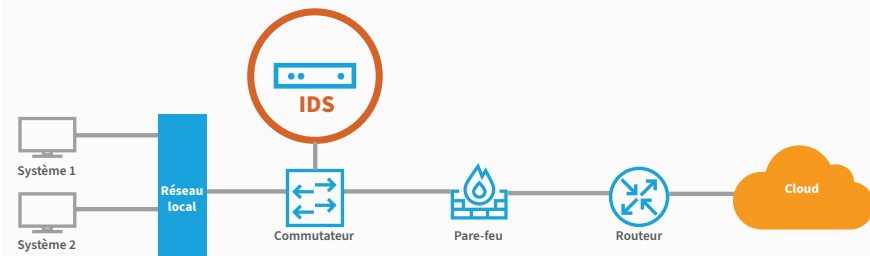 IDS
Système 1
Réseau
local
Système 2
Commutateur
Pare-feu
Routeur
Cloud